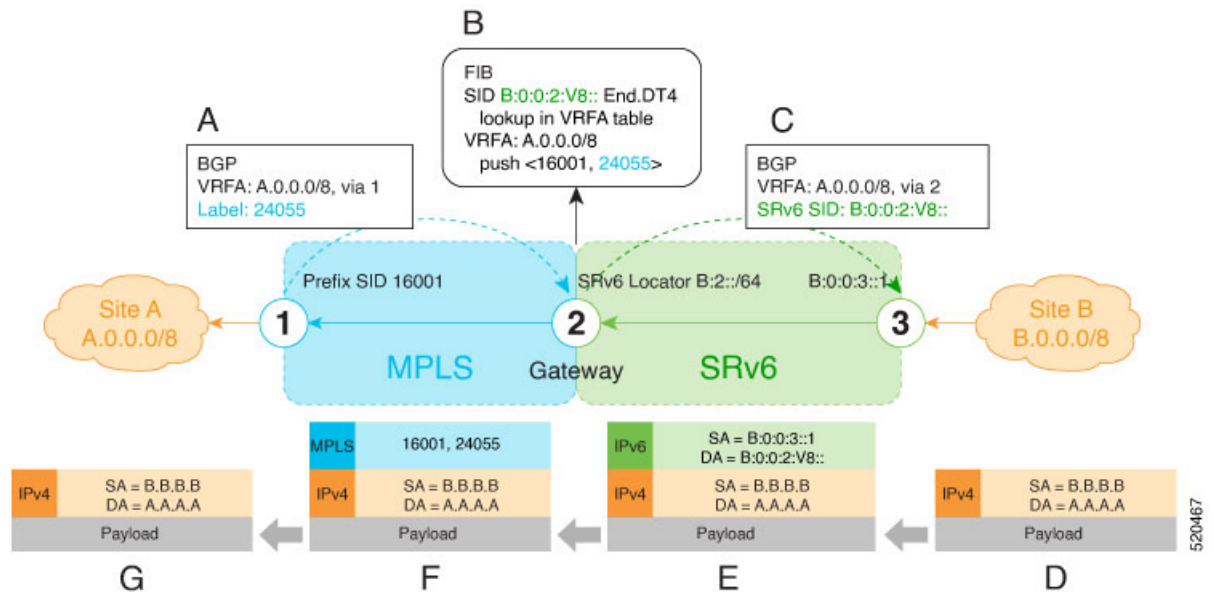 B
FIB
SID B:0:0:2:V8:: End.DT4
lookup in VRFA table
VRFA: A.0.0.0/8
push <16001, 24055>
A
BGP
VRFA: A.0.0.0/8, via 1
Label: 24055
C
BGP
VRFA: A.0.0.0/8, via 2
SRv6 SID: B:0:0:2:V8::
Prefix SID 16001
SRv6 Locator B:2::/64
B:0:0:3::1
Site A
A.0.0.0/8
1
2
3
Site B
B.0.0.0/8
MPLS
Gateway
SRv6
MPLS
16001, 24055
IPv6
SA = B:0:0:3::1
DA = B:0:0:2:V8::
IPv4
SA = B.B.B.B
DA = A.A.A.A
Payload
IPv4
SA = B.B.B.B
DA = A.A.A.A
Payload
IPv4
SA = B.B.B.B
DA = A.A.A.A
Payload
IPv4
SA = B.B.B.B
DA = A.A.A.A
Payload
G
F
E
D
520467